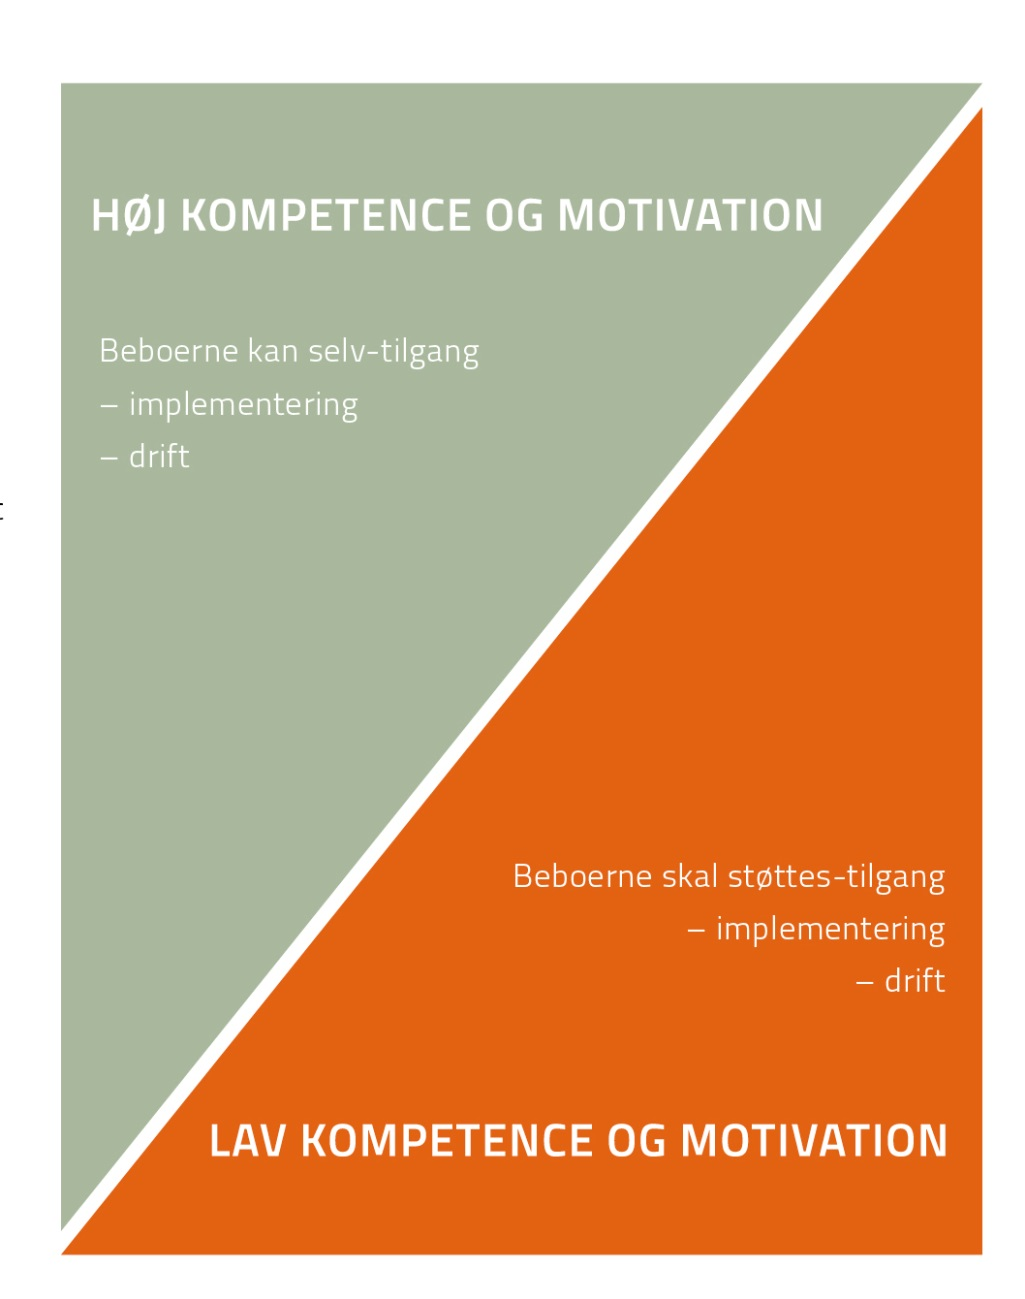 HØJ KOMPETENCE OG MOTIVATION
Beboerne kan selv-tilgang
– implementering
– drift
Beboerne skal støttes-tilgang
– implementering
– drift
LAV KOMPETENCE OG MOTIVATION